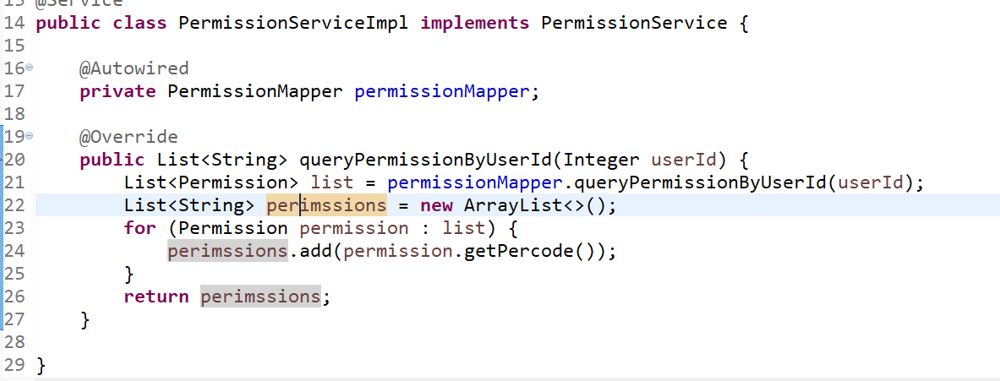 13 @Service
14 public class PermissionServiceImpl implements PermissionService {
15
16 @Autowired
17 private PermissionMapper permissionMapper;
18
19 @Override
20 public List<String> queryPermissionByUserId(Integer userId) {
21 List<Permission> list = permissionMapper.queryPermissionByUserId(userId);
22 List<String> perimssions = new ArrayList<>();
23 for (Permission permission : list) {
24 perimssions.add(permission.getPercode());
25 }
26 return perimssions;
27 }
28
29 }